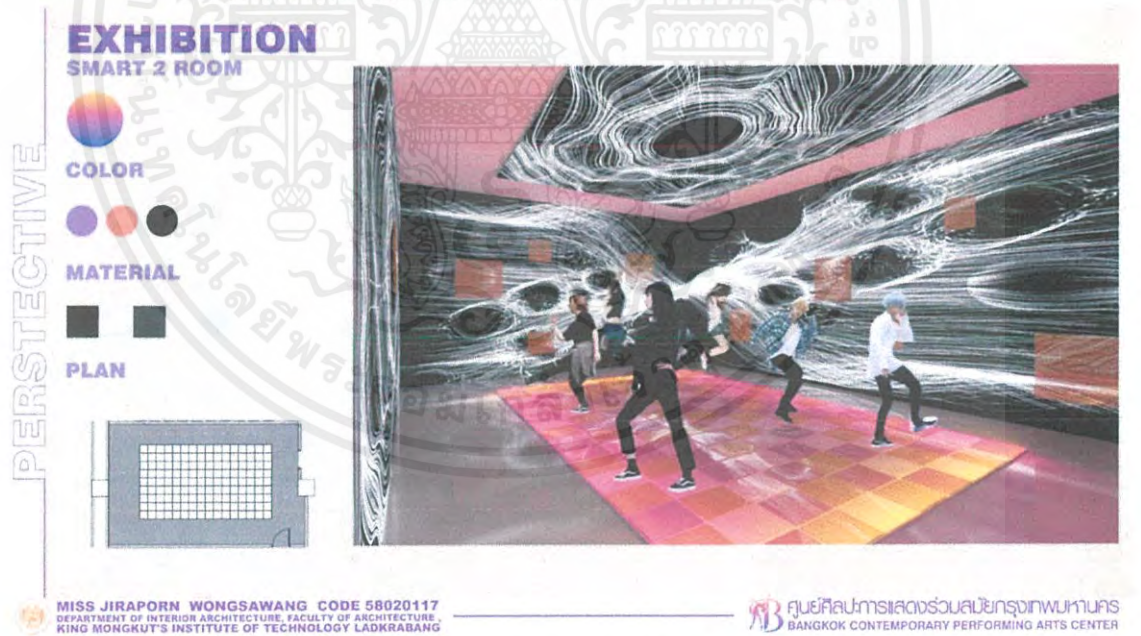 EXHIBITION
SMART 2 ROOM
COLOR
MATERIAL
PLAN
PERSTECTIVE
MISS JIRAPORN WONGSAWANG CODE 58020117
DEPARTMENT OF INTERIOR ARCHITECTURE, FACULTY OF ARCHITECTURE,
KING MONGKUT'S INSTITUTE OF TECHNOLOGY LADKRABANG
ศูนย์ศิลปะการแสดงร่วมสมัยกรุงเทพมหานคร
BANGKOK CONTEMPORARY PERFORMING ARTS CENTER